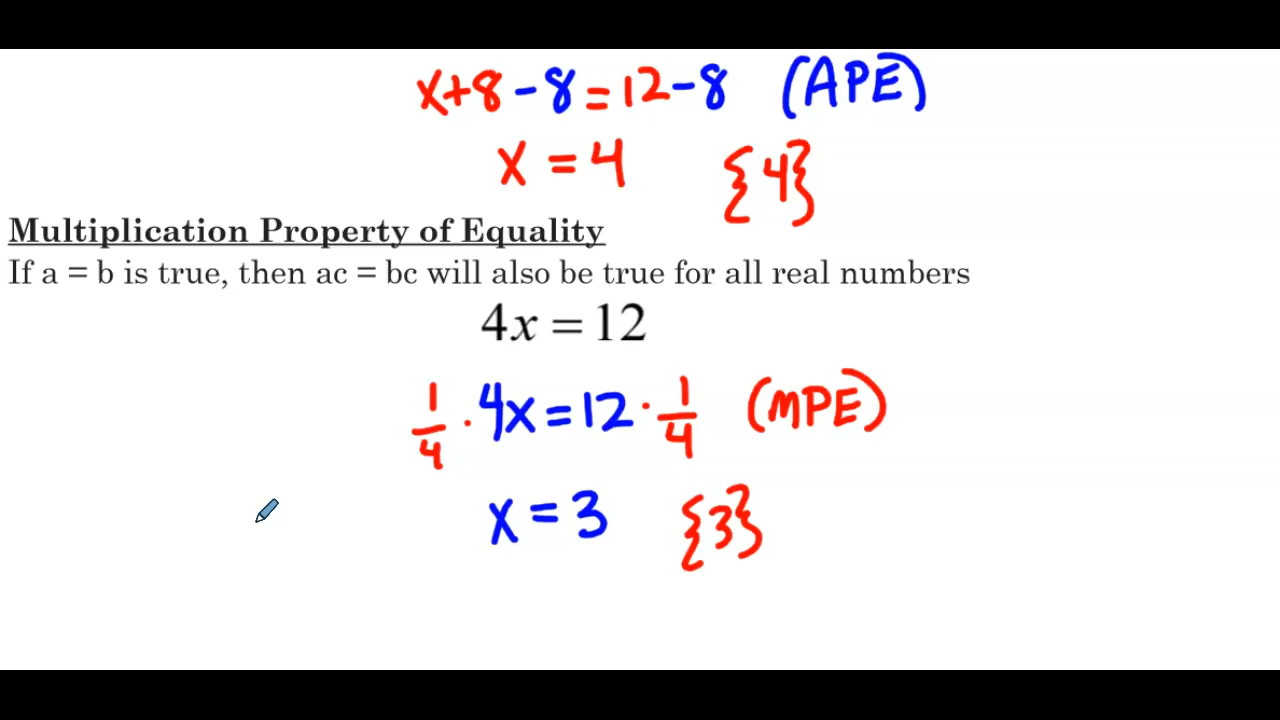 x+8-8=12-8 (APE)
x = 4 {4}
Multiplication Property of Equality
If a = b is true, then ac = bc will also be true for all real numbers
4x = 12
1/4 · 4x = 12 · 1/4 (MPE)
x = 3 {3}